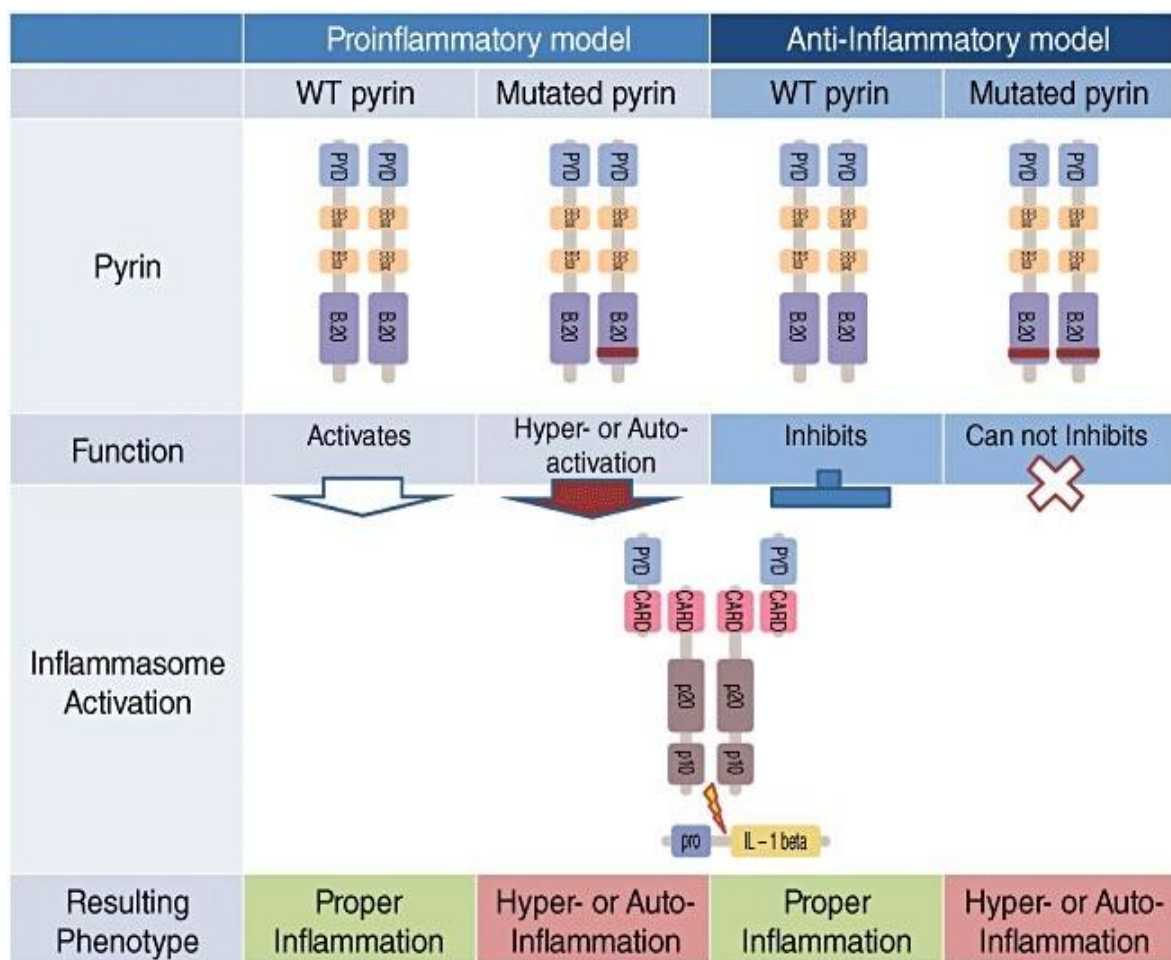 Proinflammatory model
Anti-Inflammatory model
WT pyrin
Mutated pyrin
WT pyrin
Mutated pyrin
Pyrin
PYD
PYD
PYD
PYD
PYD
PYD
PYD
PYD
B.20
B.20
B.20
B.20
B.20
B.20
B.20
B.20
Function
Activates
Hyper- or Auto-
activation
Inhibits
Can not Inhibits
Inflammasome
Activation
PYD
PYD
CARD
CARD
CARD
CARD
p20
p20
p10
p10
pro
IL – 1 beta
Resulting
Phenotype
Proper
Inflammation
Hyper- or Auto-
Inflammation
Proper
Inflammation
Hyper- or Auto-
Inflammation